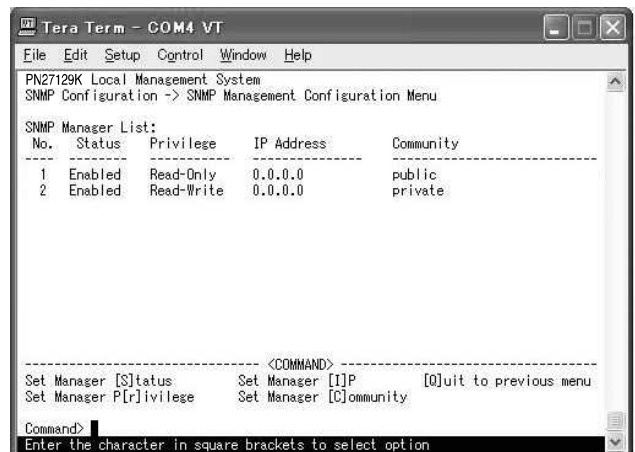 Tera Term - COM4 VT
File Edit Setup Control Window Help
PN27129K Local Management System
SNMP Configuration -> SNMP Management Configuration Menu
SNMP Manager List:
No. Status Privilege IP Address Community
---- --------- ------------ --------------- ------------------------------
1 Enabled Read-Only 0.0.0.0 public
2 Enabled Read-Write 0.0.0.0 private
---------------------------------- <COMMAND> -----------------------------------
Set Manager [S]tatus Set Manager [I]P [Q]uit to previous menu
Set Manager P[r]ivilege Set Manager [C]ommunity
Command>
Enter the character in square brackets to select option